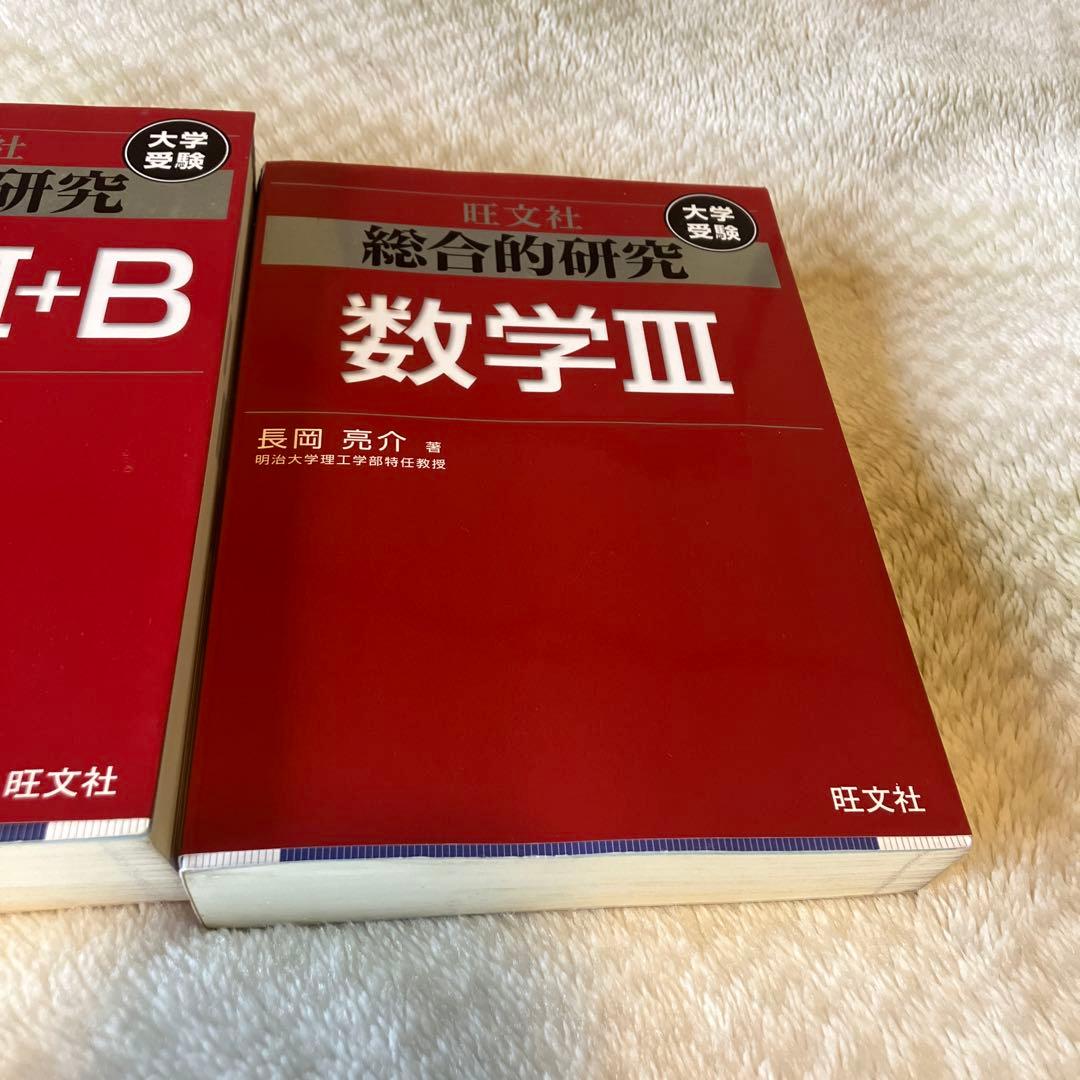 社
大学
受験
研究
I+B
旺文社
旺文社
大学
受験
総合的研究
数学III
長岡 亮介 著
明治大学理工学部特任教授
旺文社